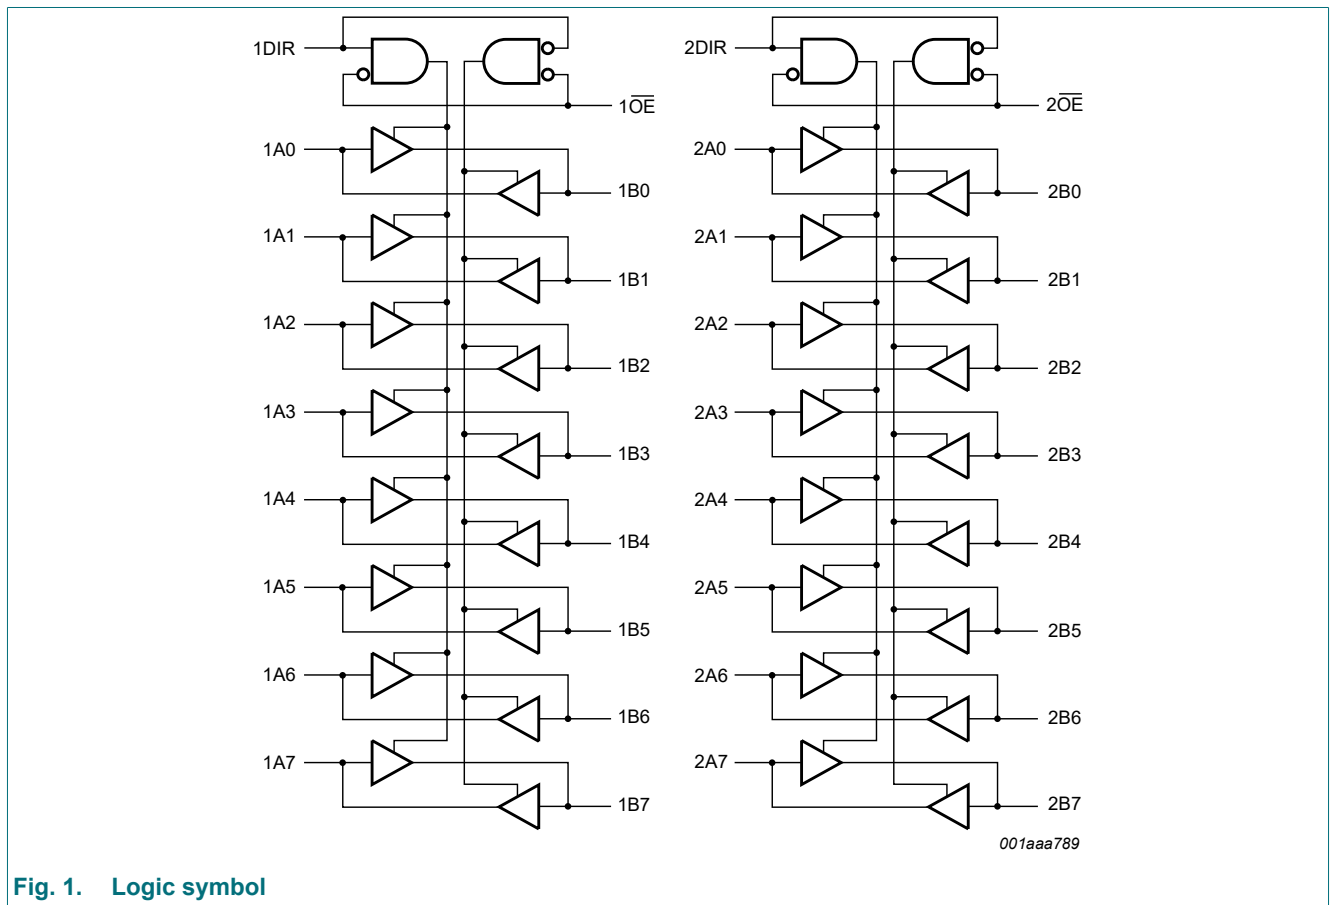 1DIR
2DIR
1O̅E̅
2O̅E̅
1A0
2A0
1B0
2B0
1A1
2A1
1B1
2B1
1A2
2A2
1B2
2B2
1A3
2A3
1B3
2B3
1A4
2A4
1B4
2B4
1A5
2A5
1B5
2B5
1A6
2A6
1B6
2B6
1A7
2A7
1B7
2B7
001aaa789
Fig. 1. Logic symbol